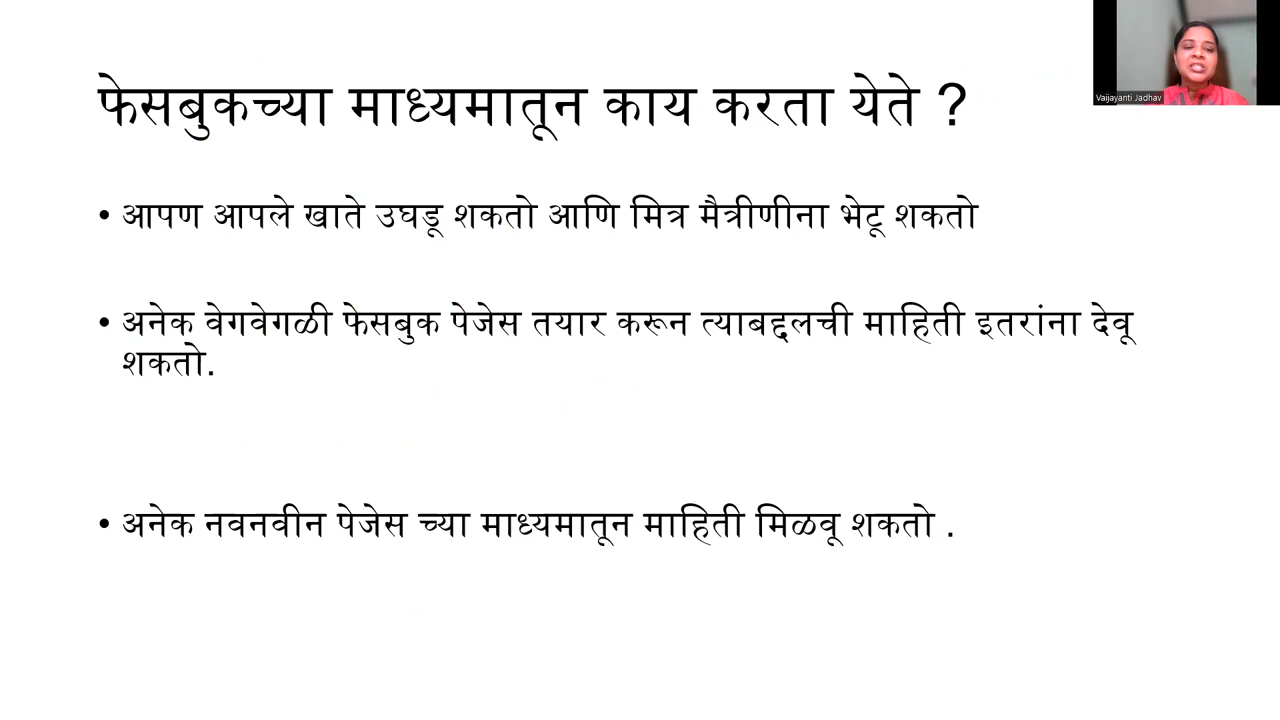 फेसबुकच्या माध्यमातून काय करता येते ?
Vaijayanti Jadhav
• आपण आपले खाते उघडू शकतो आणि मित्र मैत्रीणीना भेटू शकतो
• अनेक वेगवेगळी फेसबुक पेजेस तयार करून त्याबद्दलची माहिती इतरांना देवू
शकतो.
• अनेक नवनवीन पेजेस च्या माध्यमातून माहिती मिळवू शकतो .